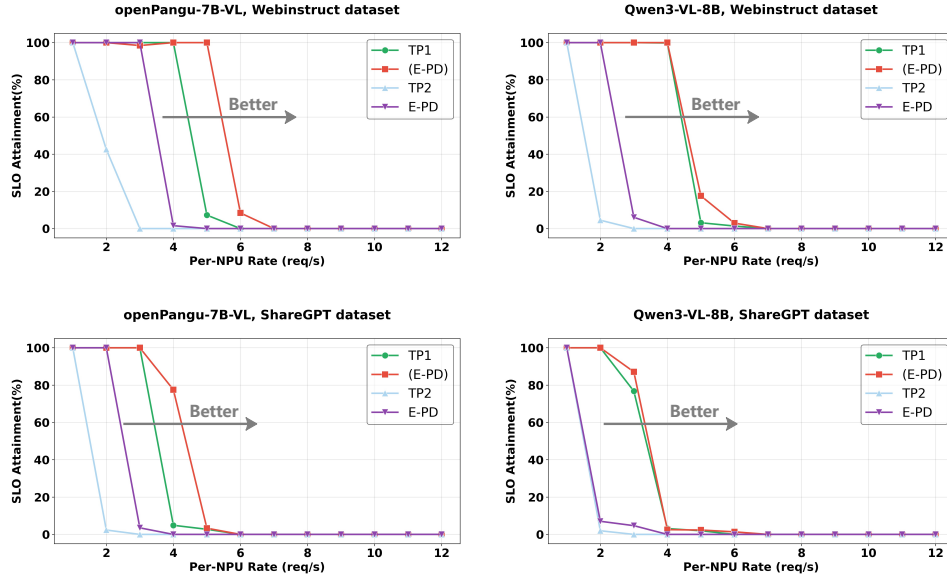 openPangu-7B-VL, Webinstruct dataset
SLO Attainment(%)
100
80
60
40
20
0
Better
TP1
(E-PD)
TP2
E-PD
2 4 6 8 10 12
Per-NPU Rate (req/s)
Qwen3-VL-8B, Webinstruct dataset
SLO Attainment(%)
100
80
60
40
20
0
Better
TP1
(E-PD)
TP2
E-PD
2 4 6 8 10 12
Per-NPU Rate (req/s)
openPangu-7B-VL, ShareGPT dataset
SLO Attainment(%)
100
80
60
40
20
0
Better
TP1
(E-PD)
TP2
E-PD
2 4 6 8 10 12
Per-NPU Rate (req/s)
Qwen3-VL-8B, ShareGPT dataset
SLO Attainment(%)
100
80
60
40
20
0
Better
TP1
(E-PD)
TP2
E-PD
2 4 6 8 10 12
Per-NPU Rate (req/s)